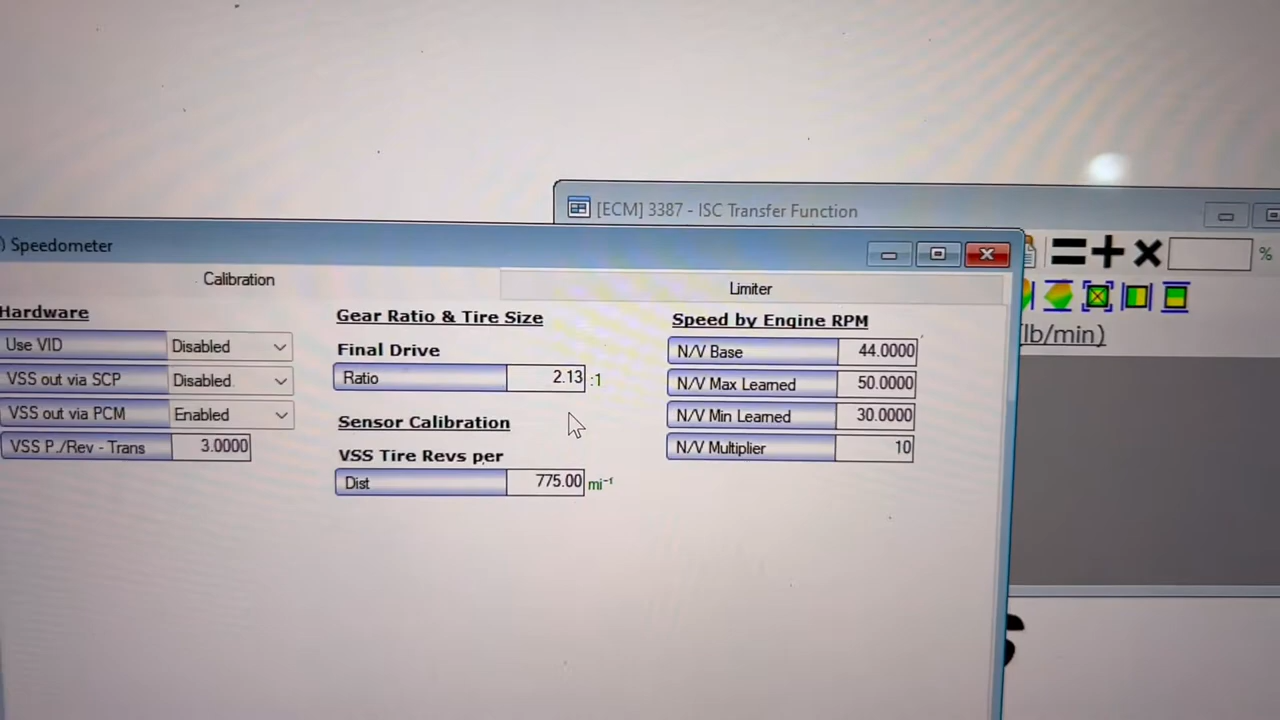 [ECM] 3387 - ISC Transfer Function
%
(lb/min)
) Speedometer
Calibration
Limiter
Hardware
Use VID Disabled
VSS out via SCP Disabled
VSS out via PCM Enabled
VSS P./Rev - Trans 3.0000
Gear Ratio & Tire Size
Final Drive
Ratio 2.13 :1
Sensor Calibration
VSS Tire Revs per
Dist 775.00 mi⁻¹
Speed by Engine RPM
N/V Base 44.0000
N/V Max Learned 50.0000
N/V Min Learned 30.0000
N/V Multiplier 10